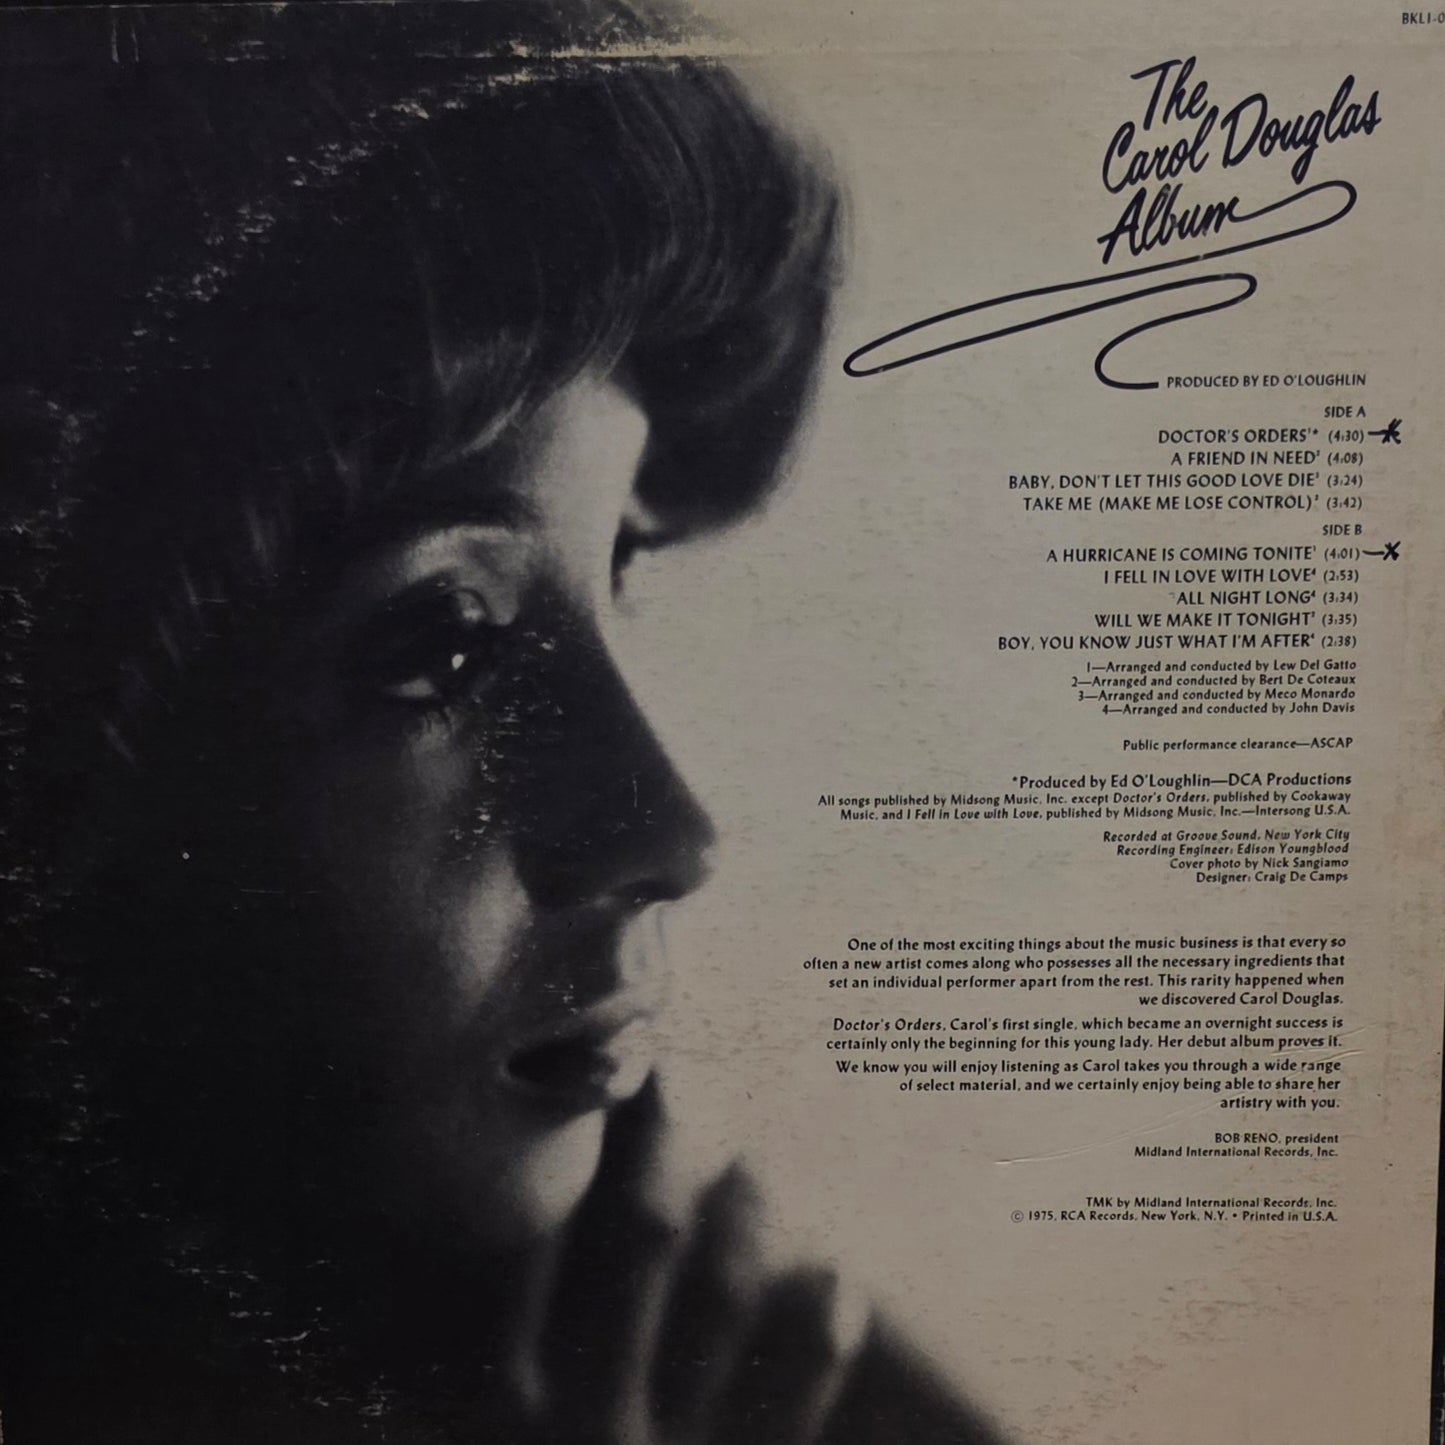 BKL1-0
The
Carol Douglas
Album
PRODUCED BY ED O'LOUGHLIN
SIDE A
DOCTOR'S ORDERS¹* (4:30)
A FRIEND IN NEED² (4:08)
BABY, DON'T LET THIS GOOD LOVE DIE³ (3:24)
TAKE ME (MAKE ME LOSE CONTROL)² (3:42)
SIDE B
A HURRICANE IS COMING TONITE¹ (4:01)
I FELL IN LOVE WITH LOVE⁴ (2:53)
ALL NIGHT LONG⁴ (3:34)
WILL WE MAKE IT TONIGHT² (3:35)
BOY, YOU KNOW JUST WHAT I'M AFTER⁴ (2:38)
1—Arranged and conducted by Lew Del Gatto
2—Arranged and conducted by Bert De Coteaux
3—Arranged and conducted by Meco Monardo
4—Arranged and conducted by John Davis
Public performance clearance—ASCAP
*Produced by Ed O'Loughlin—DCA Productions
All songs published by Midsong Music, Inc. except Doctor's Orders, published by Cookaway
Music, and I Fell in Love with Love, published by Midsong Music, Inc.—Intersong U.S.A.
Recorded at Groove Sound, New York City
Recording Engineer: Edison Youngblood
Cover photo by Nick Sangiamo
Designer: Craig De Camps
One of the most exciting things about the music business is that every so
often a new artist comes along who possesses all the necessary ingredients that
set an individual performer apart from the rest. This rarity happened when
we discovered Carol Douglas.
Doctor's Orders, Carol's first single, which became an overnight success is
certainly only the beginning for this young lady. Her debut album proves it.
We know you will enjoy listening as Carol takes you through a wide range
of select material, and we certainly enjoy being able to share her
artistry with you.
BOB RENO, president
Midland International Records, Inc.
TMK by Midland International Records, Inc.
© 1975, RCA Records, New York, N.Y. • Printed in U.S.A.